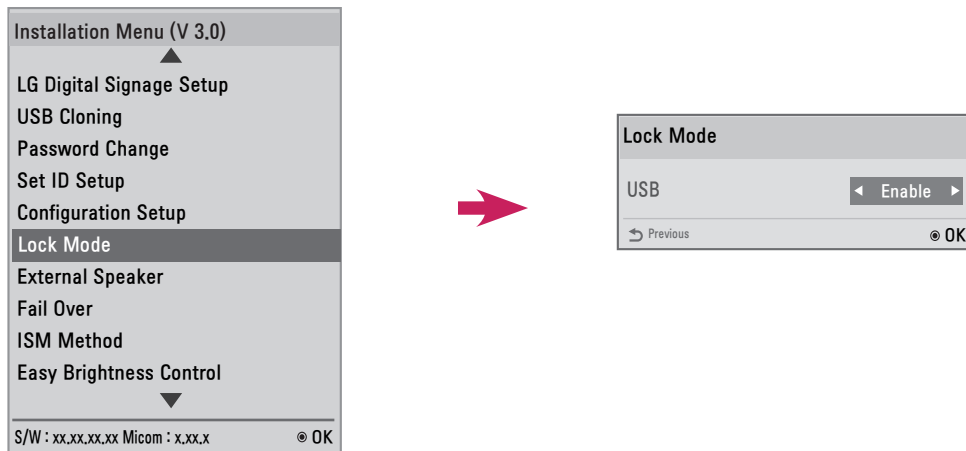 Installation Menu (V 3.0)
LG Digital Signage Setup
USB Cloning
Password Change
Set ID Setup
Configuration Setup
Lock Mode
External Speaker
Fail Over
ISM Method
Easy Brightness Control
S/W : xx.xx.xx.xx Micom : x.xx.x ◉ OK
Lock Mode
USB ◀ Enable ▶
Previous ◉ OK